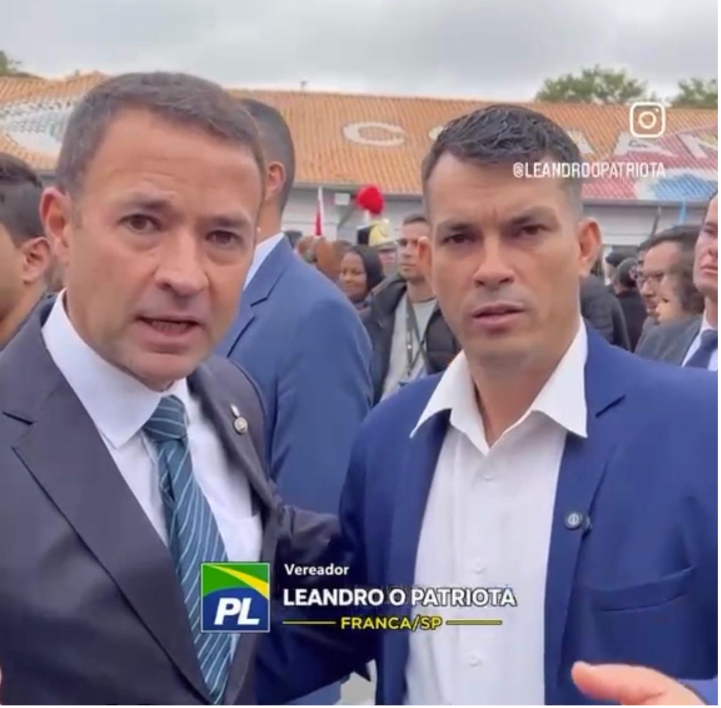 @LEANDROOPATRIOTA
Vereador
LEANDRO O PATRIOTA
FRANCA/SP
PL